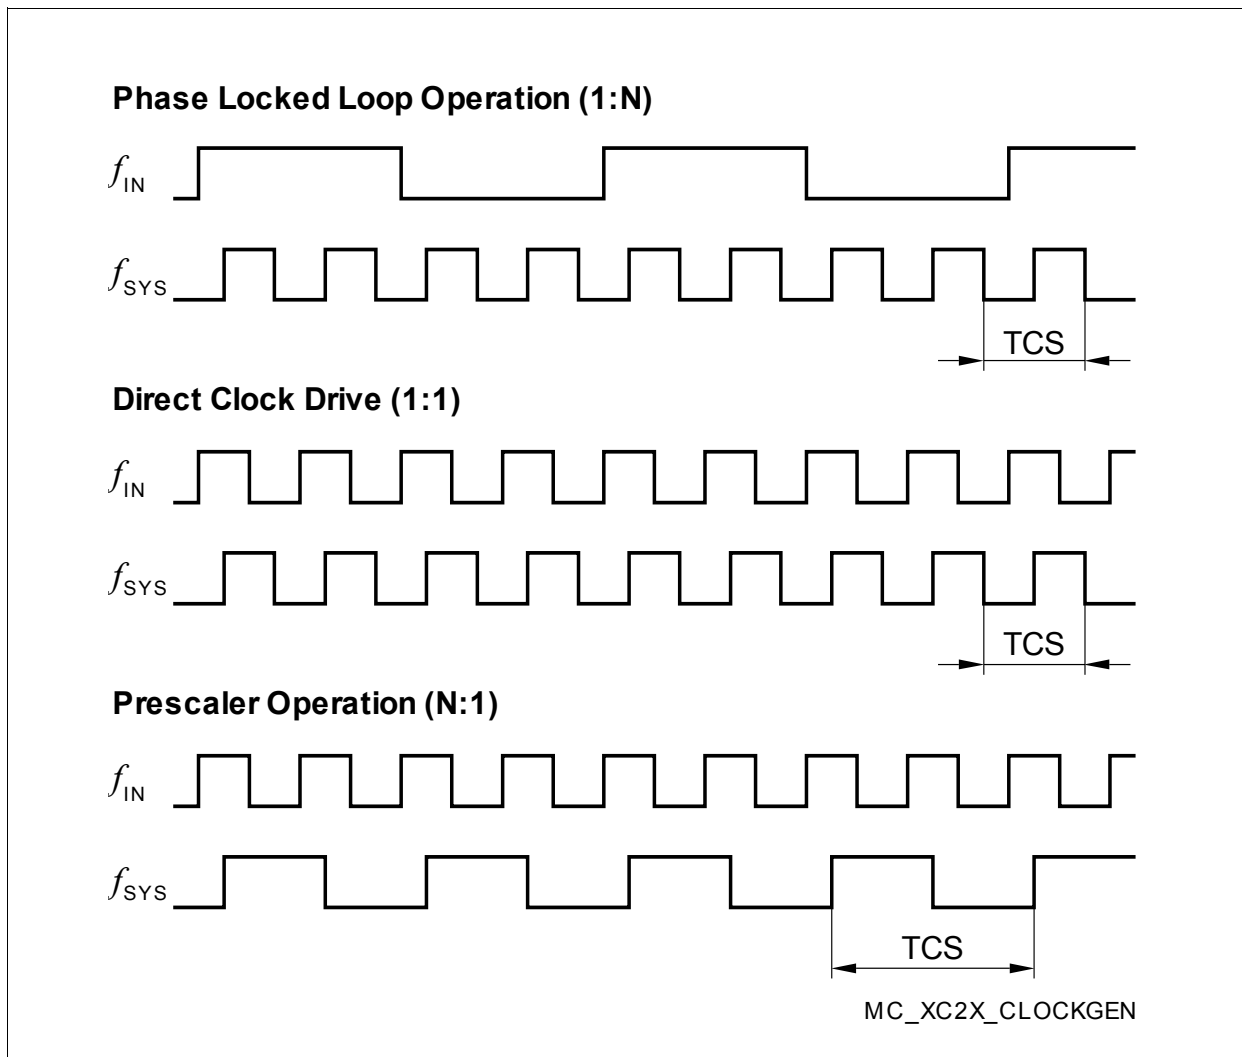 Phase Locked Loop Operation (1:N)
fIN
fSYS
TCS
Direct Clock Drive (1:1)
fIN
fSYS
TCS
Prescaler Operation (N:1)
fIN
fSYS
TCS
MC_XC2X_CLOCKGEN